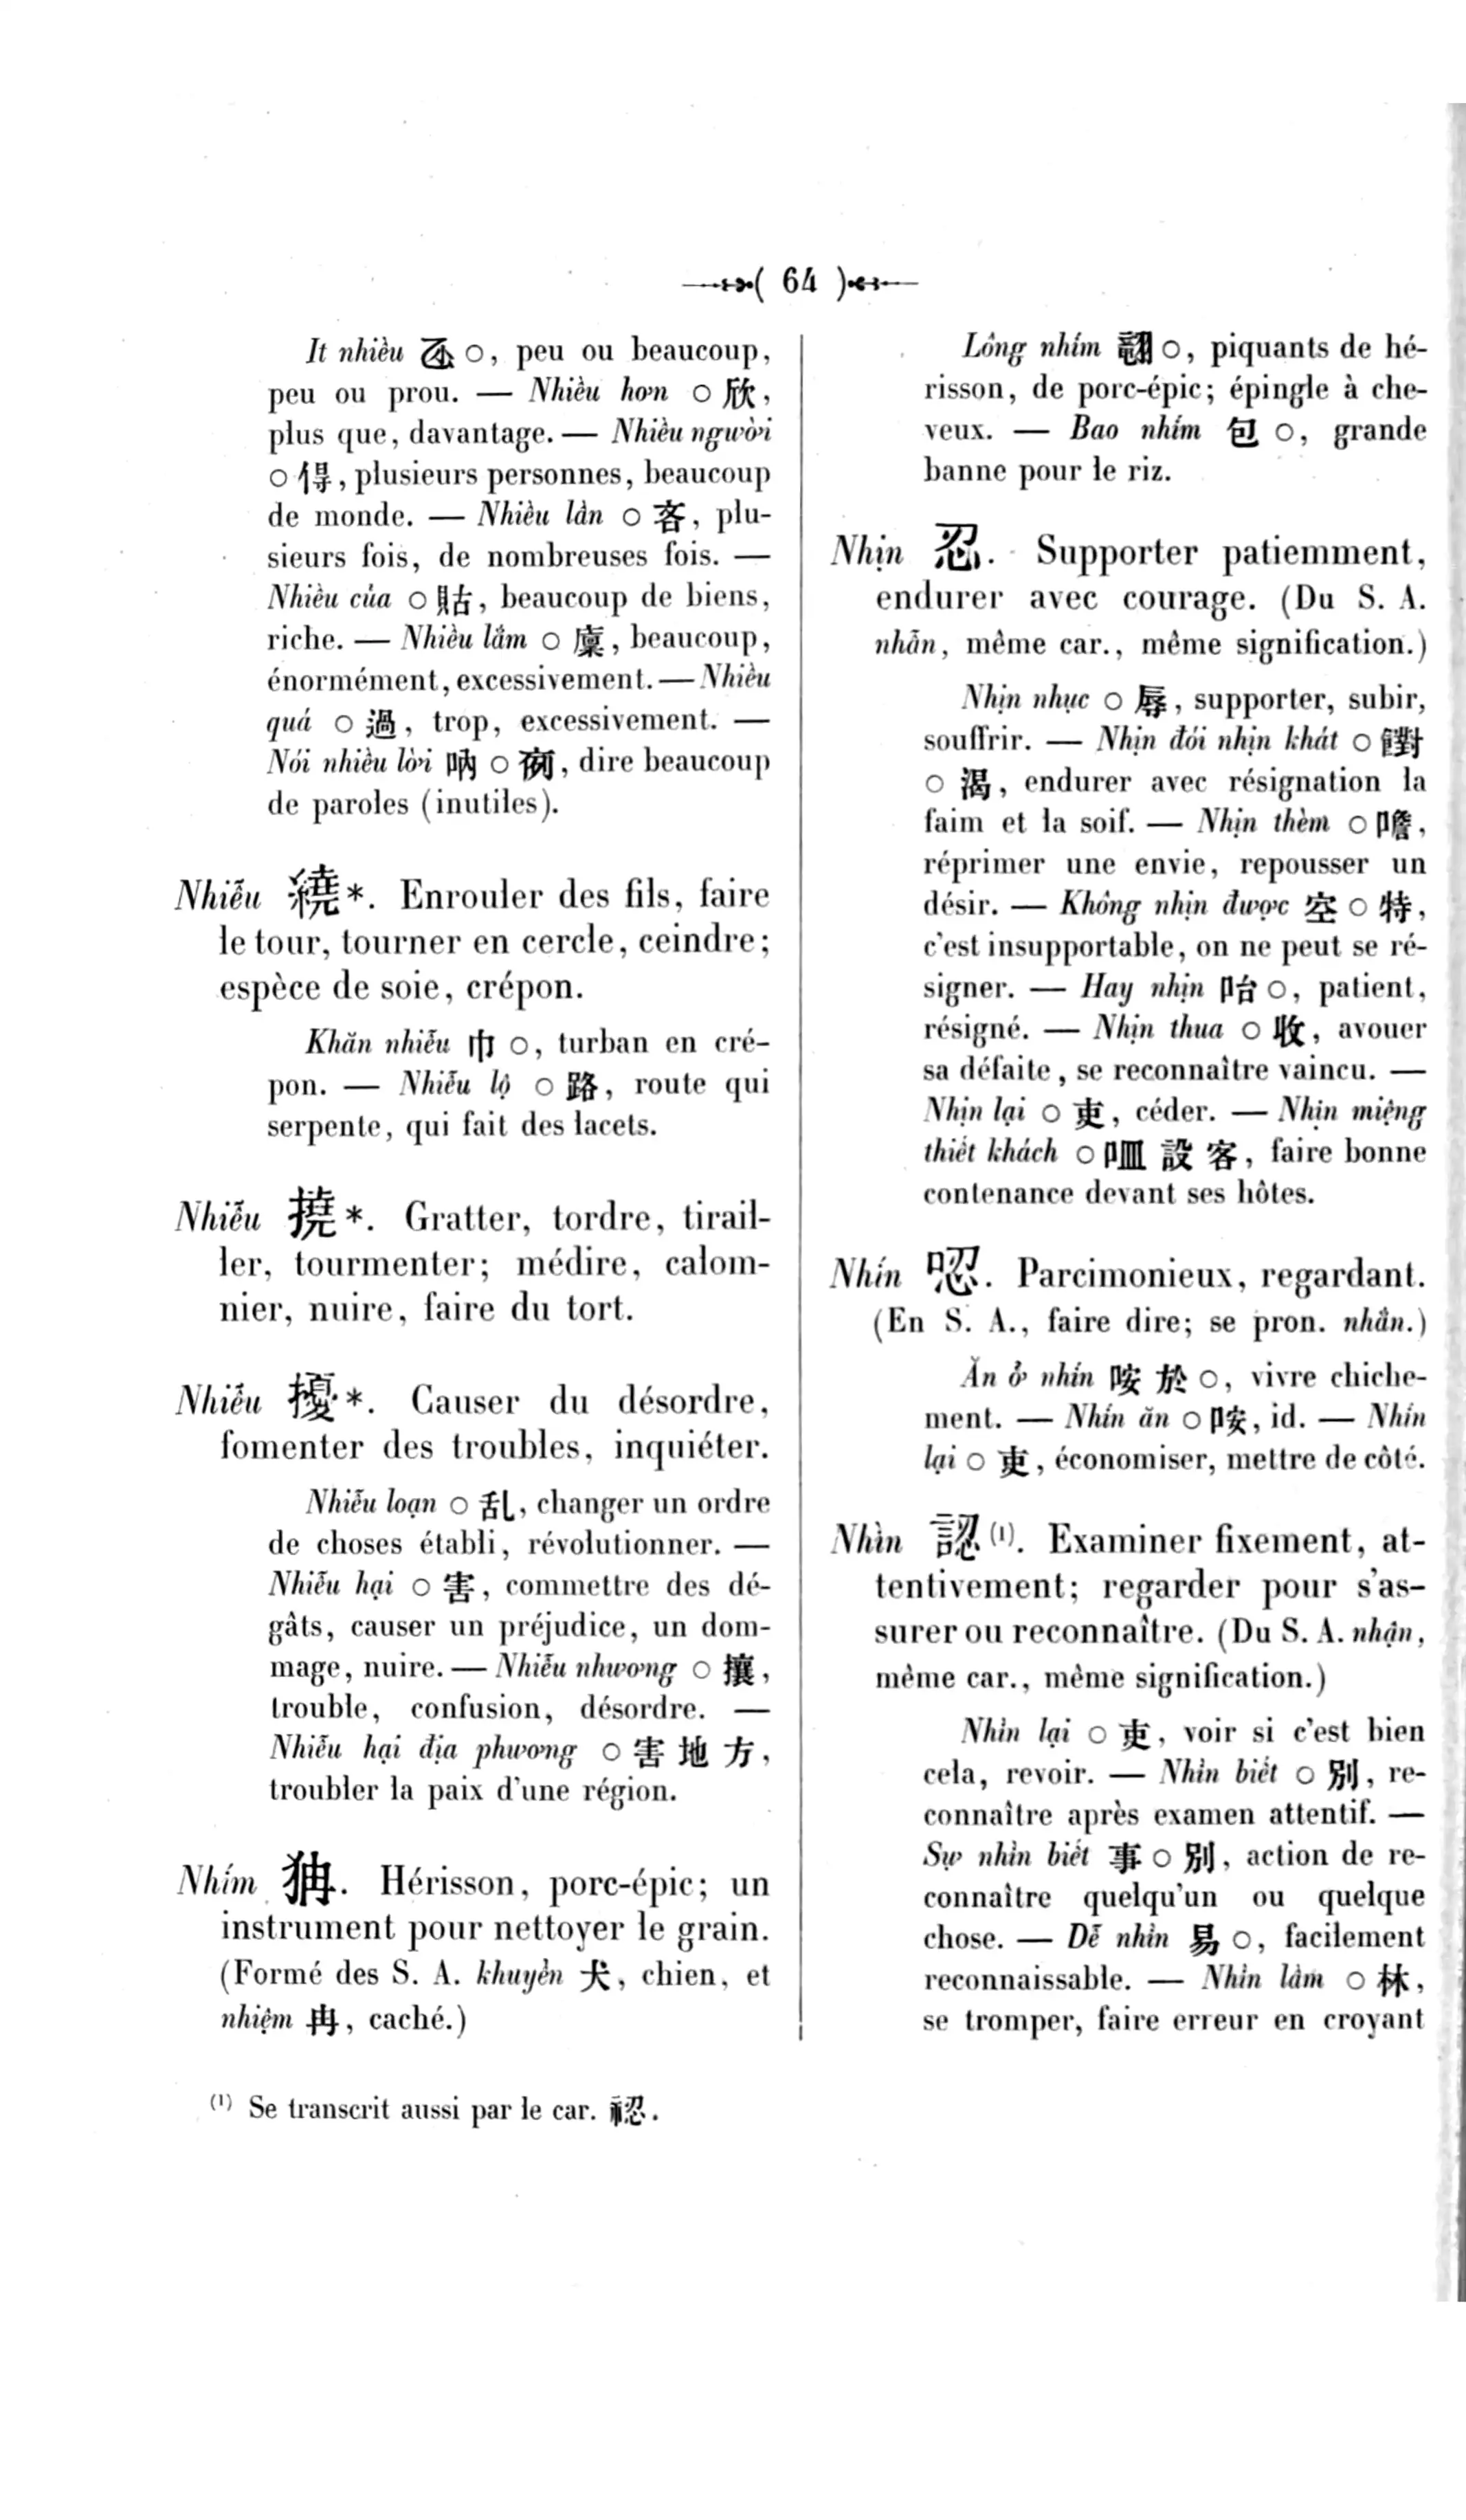 ( 64 )
It nhiều ○, peu ou beaucoup,
peu ou prou. — Nhiều hơn ○ 欣,
plus que, davantage. — Nhiều người
○ 得, plusieurs personnes, beaucoup
de monde. — Nhiều lần ○ 吝, plu-
sieurs fois, de nombreuses fois. —
Nhiều của ○ 貼, beaucoup de biens,
riche. — Nhiều lắm ○ 廩, beaucoup,
énormément, excessivement. — Nhiều
quá ○ 過, trop, excessivement. —
Nói nhiều lời 吶 ○, dire beaucoup
de paroles (inutiles).
Nhiễu 繞*. Enrouler des fils, faire
le tour, tourner en cercle, ceindre;
espèce de soie, crépon.
Khăn nhiễu 巾 ○, turban en cré-
pon. — Nhiễu lộ ○ 路, route qui
serpente, qui fait des lacets.
Nhiễu 撓*. Gratter, tordre, tirail-
ler, tourmenter; médire, calom-
nier, nuire, faire du tort.
Nhiễu 擾*. Causer du désordre,
fomenter des troubles, inquiéter.
Nhiễu loạn ○ 乱, changer un ordre
de choses établi, révolutionner. —
Nhiễu hại ○ 害, commettre des dé-
gâts, causer un préjudice, un dom-
mage, nuire. — Nhiễu nhương ○ 攘,
trouble, confusion, désordre. —
Nhiễu hại địa phương ○ 害 地 方,
troubler la paix d'une région.
Nhím. Hérisson, porc-épic; un
instrument pour nettoyer le grain.
(Formé des S. A. khuyển 犬, chien, et
nhiệm 冉, caché.)
Lông nhím ○, piquants de hé-
risson, de porc-épic; épingle à che-
veux. — Bao nhím 包 ○, grande
banne pour le riz.
Nhịn 忍. Supporter patiemment,
endurer avec courage. (Du S. A.
nhẫn, même car., même signification.)
Nhịn nhục ○ 辱, supporter, subir,
souffrir. — Nhịn đói nhịn khát ○
○ 渴, endurer avec résignation la
faim et la soif. — Nhịn thèm ○ 噡,
réprimer une envie, repousser un
désir. — Không nhịn được 空 ○ 特,
c'est insupportable, on ne peut se ré-
signer. — Hay nhịn 咍 ○, patient,
résigné. — Nhịn thua ○ 收, avouer
sa défaite, se reconnaître vaincu. —
Nhịn lại ○ 吏, céder. — Nhịn miệng
thiết khách ○ 設 客, faire bonne
contenance devant ses hôtes.
Nhín 唿. Parcimonieux, regardant.
(En S. A., faire dire; se pron. nhẫn.)
Ăn ở nhín 咹 於 ○, vivre chiche-
ment. — Nhín ăn ○ 咹, id. — Nhín
lại ○ 吏, économiser, mettre de côté.
Nhìn 認 (1). Examiner fixement, at-
tentivement; regarder pour s'as-
surer ou reconnaître. (Du S. A. nhận,
même car., même signification.)
Nhìn lại ○ 吏, voir si c'est bien
cela, revoir. — Nhìn biết ○ 別, re-
connaître après examen attentif. —
Sự nhìn biết 事 ○ 別, action de re-
connaître quelqu'un ou quelque
chose. — Dễ nhìn 易 ○, facilement
reconnaissable. — Nhìn lầm ○ 林,
se tromper, faire erreur en croyant
(1) Se transcrit aussi par le car.